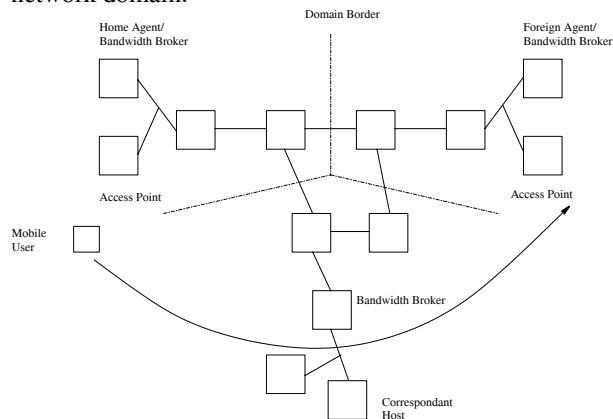 network domain.
Domain Border
Home Agent/
Bandwidth Broker
Foreign Agent/
Bandwidth Broker
Access Point
Access Point
Mobile
User
Bandwidth Broker
Correspondant
Host